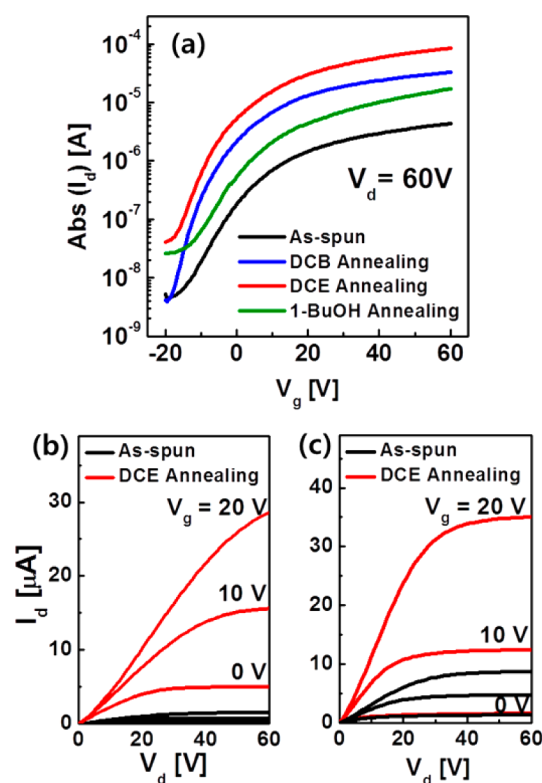 (a)
Abs (I_d) [A]
10^-4
10^-5
10^-6
10^-7
10^-8
10^-9
V_d = 60V
As-spun
DCB Annealing
DCE Annealing
1-BuOH Annealing
-20 0 20 40 60
V_g [V]
(b)
As-spun
DCE Annealing
V_g = 20 V
10 V
0 V
I_d [μA]
30
20
10
0
0 20 40 60
V_d [V]
(c)
As-spun
DCE Annealing
V_g = 20 V
10 V
0 V
40
30
20
10
0
0 20 40 60
V_d [V]